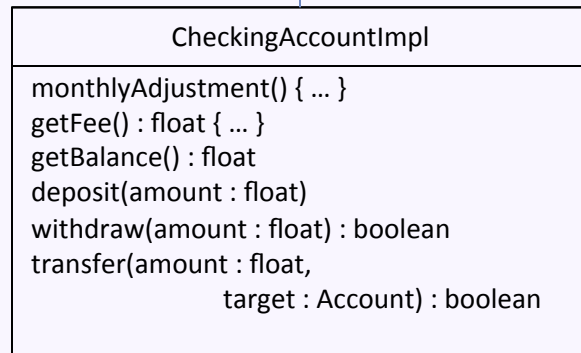 CheckingAccountImpl
monthlyAdjustment() { … }
getFee() : float { … }
getBalance() : float
deposit(amount : float)
withdraw(amount : float) : boolean
transfer(amount : float,
target : Account) : boolean